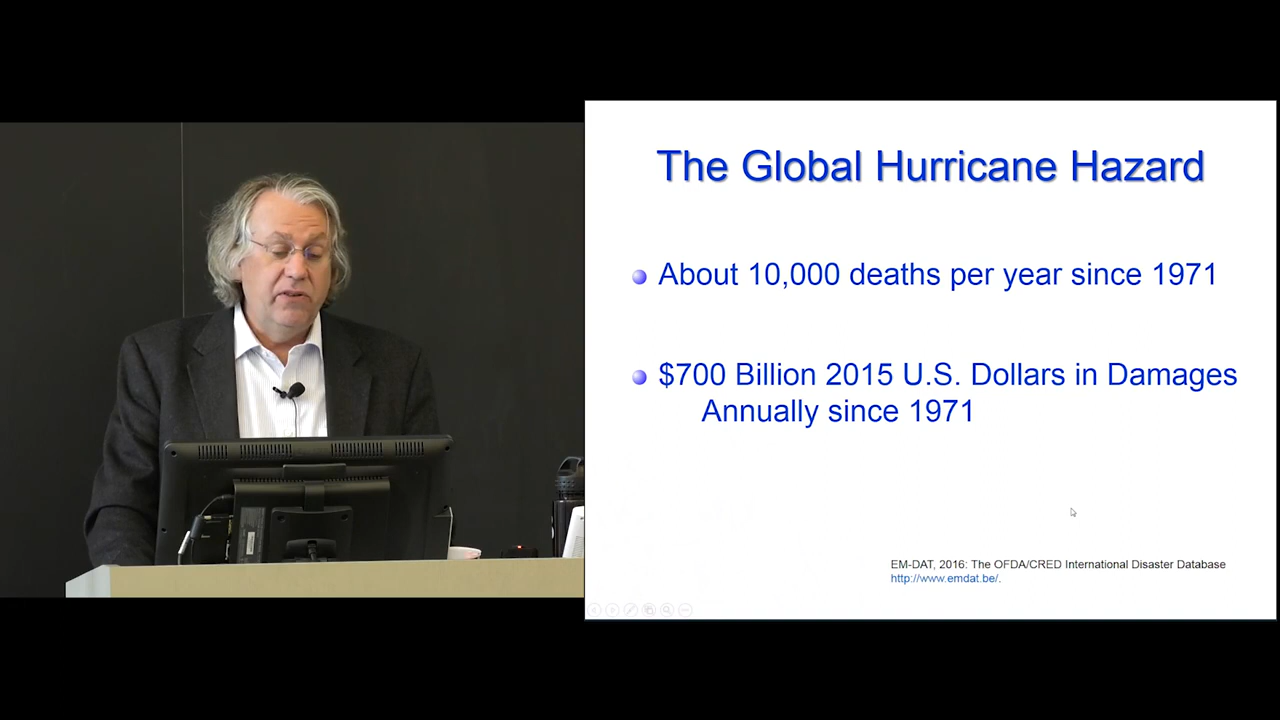 The Global Hurricane Hazard
About 10,000 deaths per year since 1971
$700 Billion 2015 U.S. Dollars in Damages
Annually since 1971
EM-DAT, 2016: The OFDA/CRED International Disaster Database
http://www.emdat.be/.